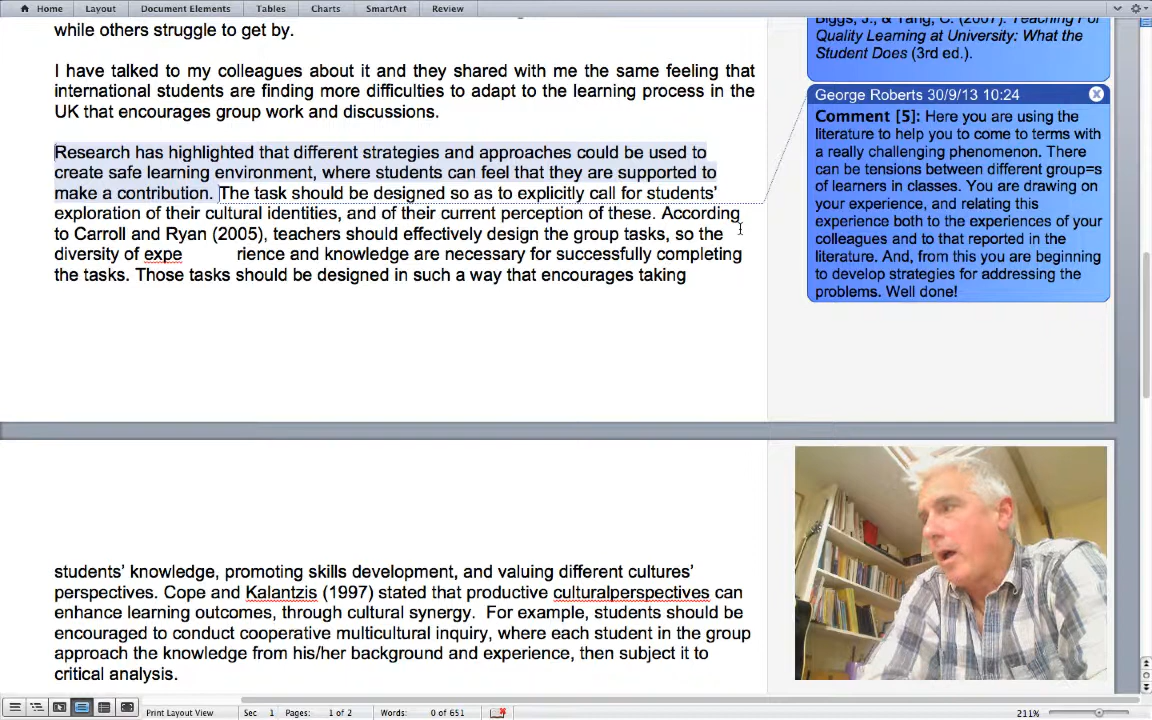 Home Layout Document Elements Tables Charts SmartArt Review
while others struggle to get by.
I have talked to my colleagues about it and they shared with me the same feeling that
international students are finding more difficulties to adapt to the learning process in the
UK that encourages group work and discussions.
Research has highlighted that different strategies and approaches could be used to
create safe learning environment, where students can feel that they are supported to
make a contribution. The task should be designed so as to explicitly call for students'
exploration of their cultural identities, and of their current perception of these. According
to Carroll and Ryan (2005), teachers should effectively design the group tasks, so the
diversity of expe rience and knowledge are necessary for successfully completing
the tasks. Those tasks should be designed in such a way that encourages taking
Biggs, J., & Tang, C. (2007). Teaching For
Quality Learning at University: What the
Student Does (3rd ed.).
George Roberts 30/9/13 10:24
Comment [5]: Here you are using the
literature to help you to come to terms with
a really challenging phenomenon. There
can be tensions between different group=s
of learners in classes. You are drawing on
your experience, and relating this
experience both to the experiences of your
colleagues and to that reported in the
literature. And, from this you are beginning
to develop strategies for addressing the
problems. Well done!
students' knowledge, promoting skills development, and valuing different cultures'
perspectives. Cope and Kalantzis (1997) stated that productive culturalperspectives can
enhance learning outcomes, through cultural synergy. For example, students should be
encouraged to conduct cooperative multicultural inquiry, where each student in the group
approach the knowledge from his/her background and experience, then subject it to
critical analysis.
Print Layout View Sec 1 Pages: 1 of 2 Words: 0 of 651 211%